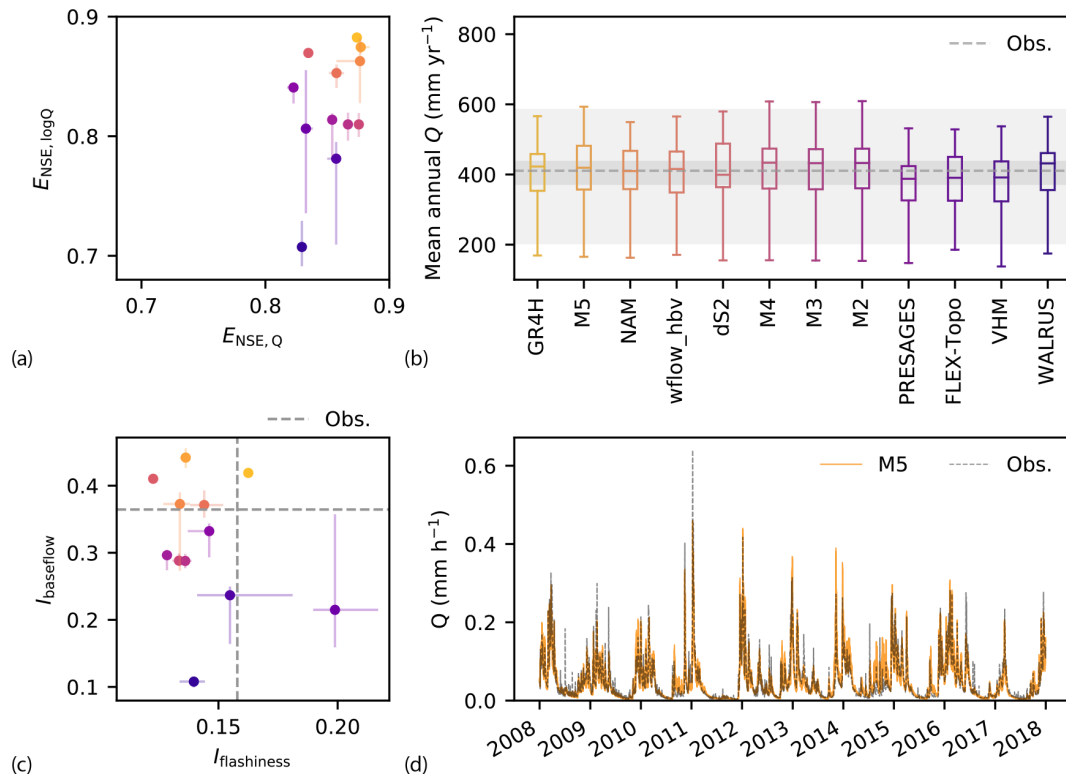 0.9
0.8
0.7
E_NSE, logQ
0.7
0.8
0.9
E_NSE, Q
(a)
800
600
400
200
Mean annual Q (mm yr⁻¹)
Obs.
GR4H
M5
NAM
wflow_hbv
dS2
M4
M3
M2
PRESAGES
FLEX-Topo
VHM
WALRUS
(b)
Obs.
0.4
0.3
0.2
0.1
I_baseflow
0.15
0.20
I_flashiness
(c)
0.6
0.4
0.2
0.0
Q (mm h⁻¹)
M5
Obs.
2008
2009
2010
2011
2012
2013
2014
2015
2016
2017
2018
(d)